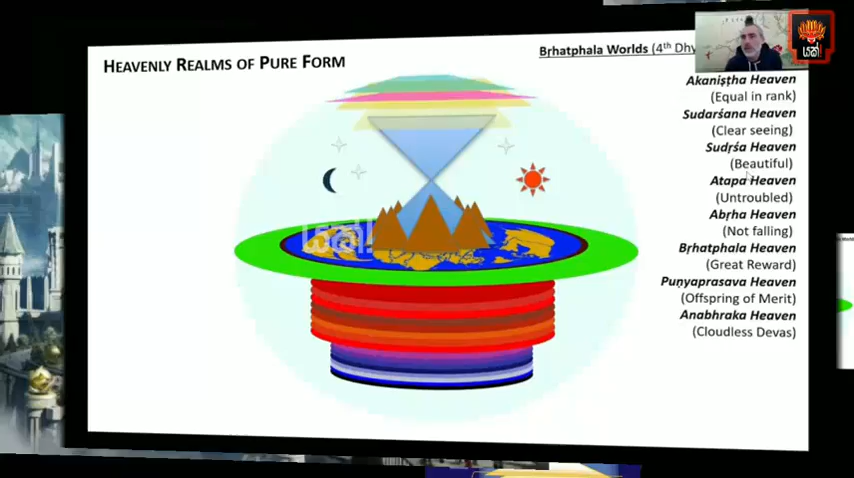 HEAVENLY REALMS OF PURE FORM
Bṛhatphala Worlds (4th Dhy
Akaniṣṭha Heaven
(Equal in rank)
Sudarśana Heaven
(Clear seeing)
Sudṛśa Heaven
(Beautiful)
Atapa Heaven
(Untroubled)
Abṛha Heaven
(Not falling)
Bṛhatphala Heaven
(Great Reward)
Puṇyaprasava Heaven
(Offspring of Merit)
Anabhraka Heaven
(Cloudless Devas)